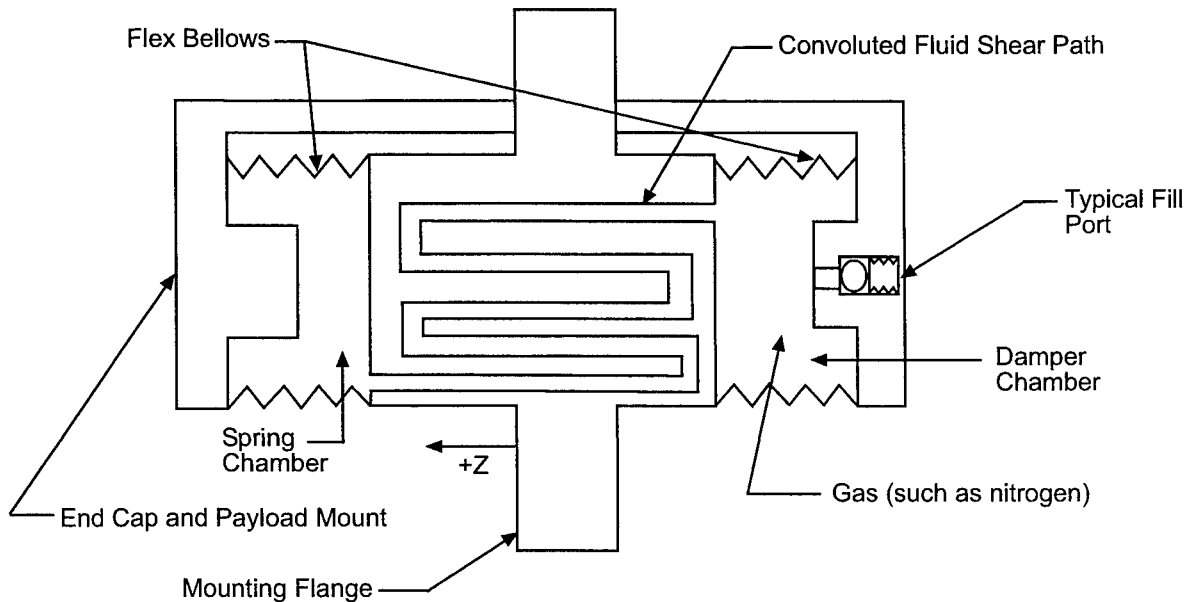 Flex Bellows
Convoluted Fluid Shear Path
Typical Fill
Port
Damper
Chamber
Spring
Chamber
+Z
Gas (such as nitrogen)
End Cap and Payload Mount
Mounting Flange